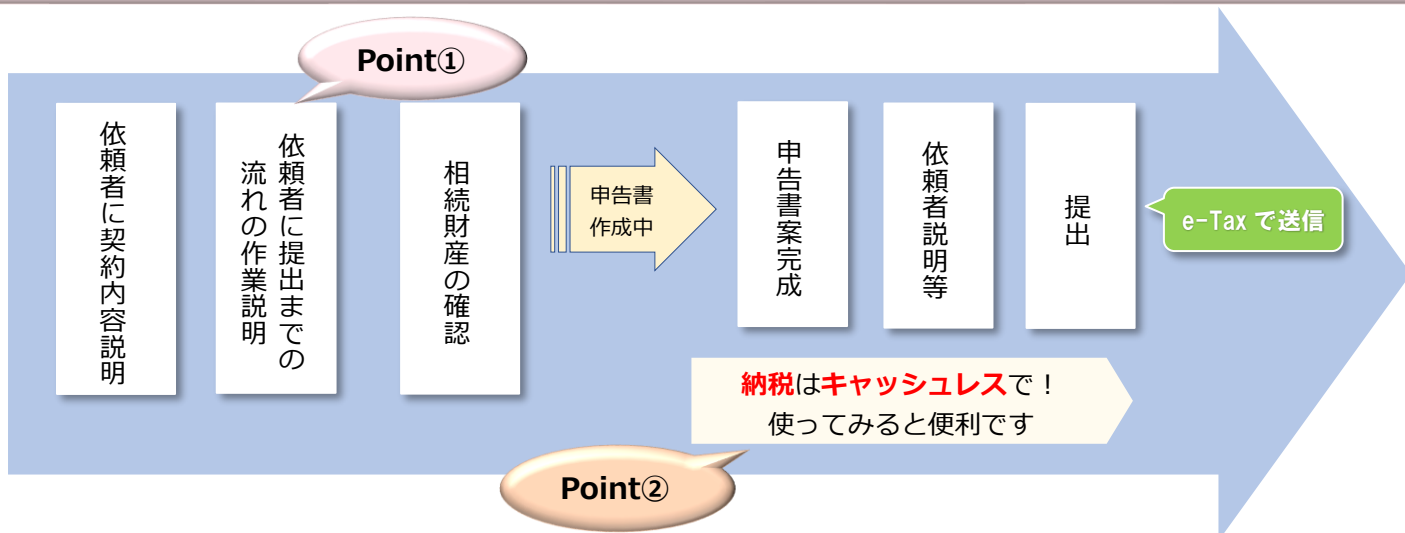 Point①
依頼者に契約内容説明
依頼者に提出までの
流れの作業説明
相続財産の確認
申告書
作成中
申告書案完成
依頼者説明等
提出
e-Tax で送信
納税はキャッシュレスで！
使ってみると便利です
Point②